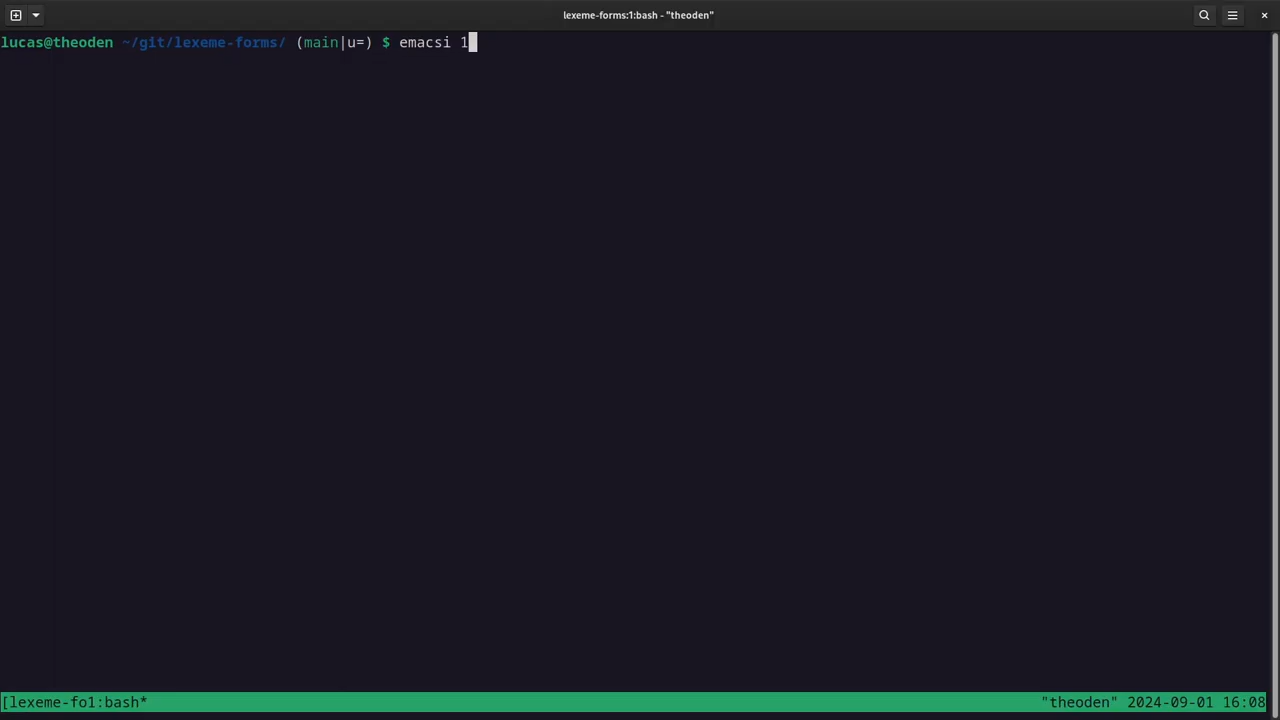 lexeme-forms:1:bash - "theoden"
lucas@theoden ~/git/lexeme-forms/ (main|u=) $ emacsi 1
[lexeme-fo1:bash* "theoden" 2024-09-01 16:08